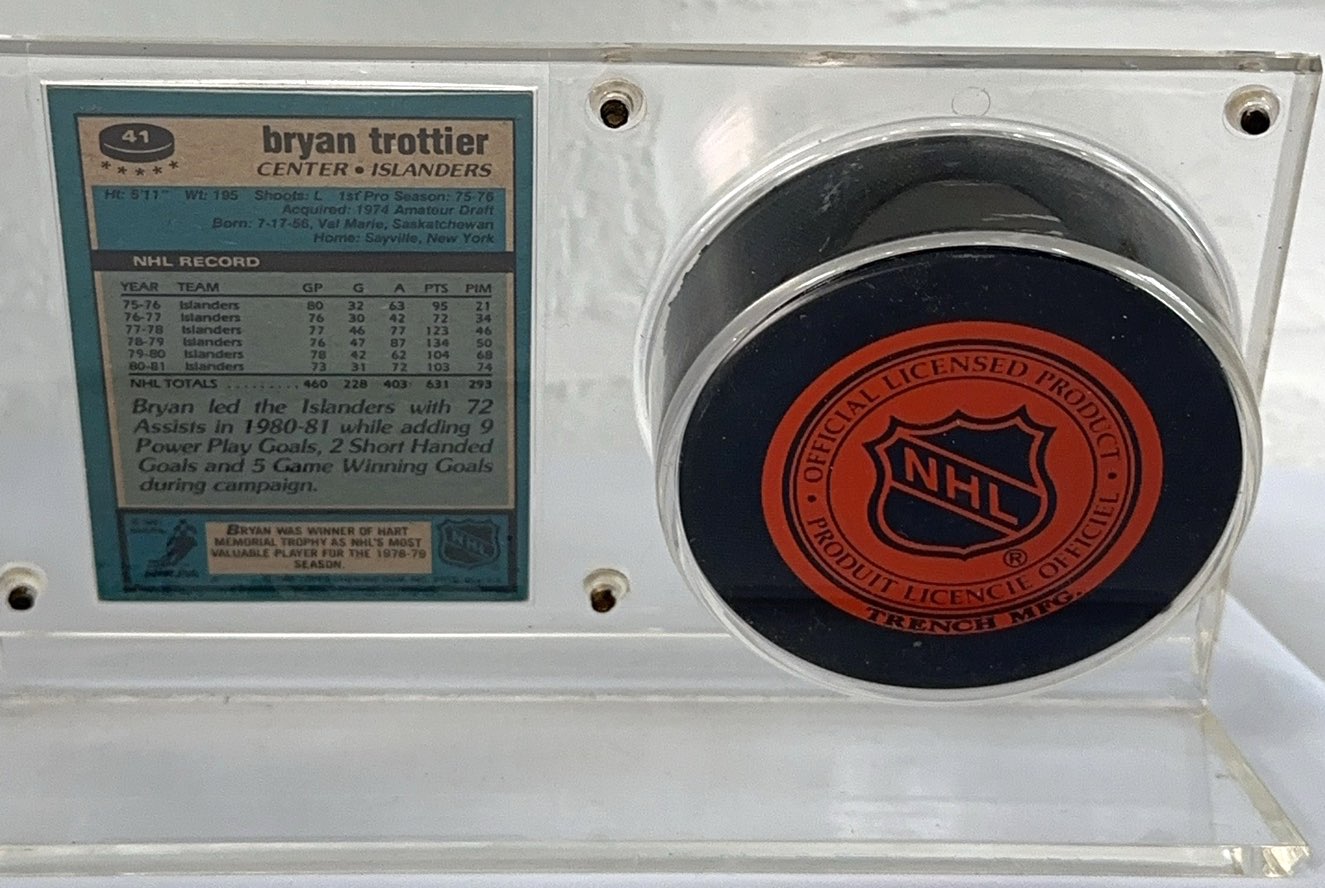 41
bryan trottier
CENTER • ISLANDERS
Ht: 5'11" Wt: 195 Shoots: L 1st Pro Season: 75-76
Acquired: 1974 Amateur Draft
Born: 7-17-56, Val Marie, Saskatchewan
Home: Sayville, New York
NHL RECORD
YEAR TEAM GP G A PTS PIM
75-76 Islanders 80 32 63 95 21
76-77 Islanders 76 30 42 72 34
77-78 Islanders 77 46 77 123 46
78-79 Islanders 76 47 87 134 50
79-80 Islanders 78 42 62 104 68
80-81 Islanders 73 31 72 103 74
NHL TOTALS .......... 460 228 403 631 293
Bryan led the Islanders with 72
Assists in 1980-81 while adding 9
Power Play Goals, 2 Short Handed
Goals and 5 Game Winning Goals
during campaign.
BRYAN WAS WINNER OF HART
MEMORIAL TROPHY AS NHL'S MOST
VALUABLE PLAYER FOR THE 1978-79
SEASON.
NHL
• OFFICIAL LICENSED PRODUCT •
NHL
®
PRODUIT LICENCIE OFFICIEL
TRENCH MFG.